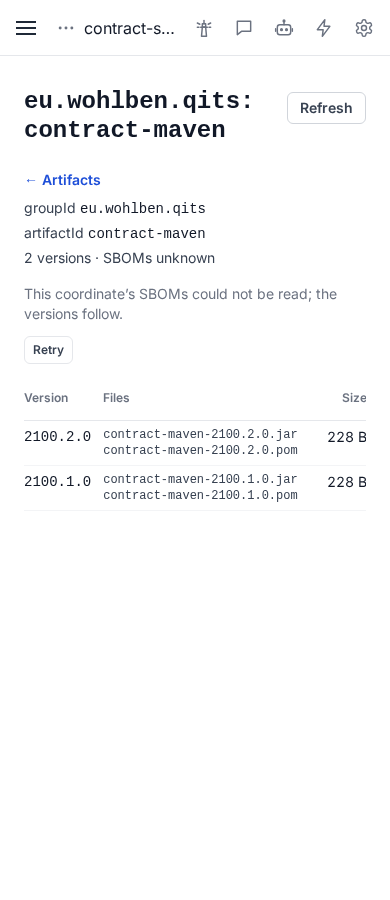 contract-s...
eu.wohlben.qits:
contract-maven
Refresh
← Artifacts
groupId eu.wohlben.qits
artifactId contract-maven
2 versions · SBOMs unknown
This coordinate's SBOMs could not be read; the
versions follow.
Retry
Version Files Size
2100.2.0 contract-maven-2100.2.0.jar 228 B
contract-maven-2100.2.0.pom
2100.1.0 contract-maven-2100.1.0.jar 228 B
contract-maven-2100.1.0.pom